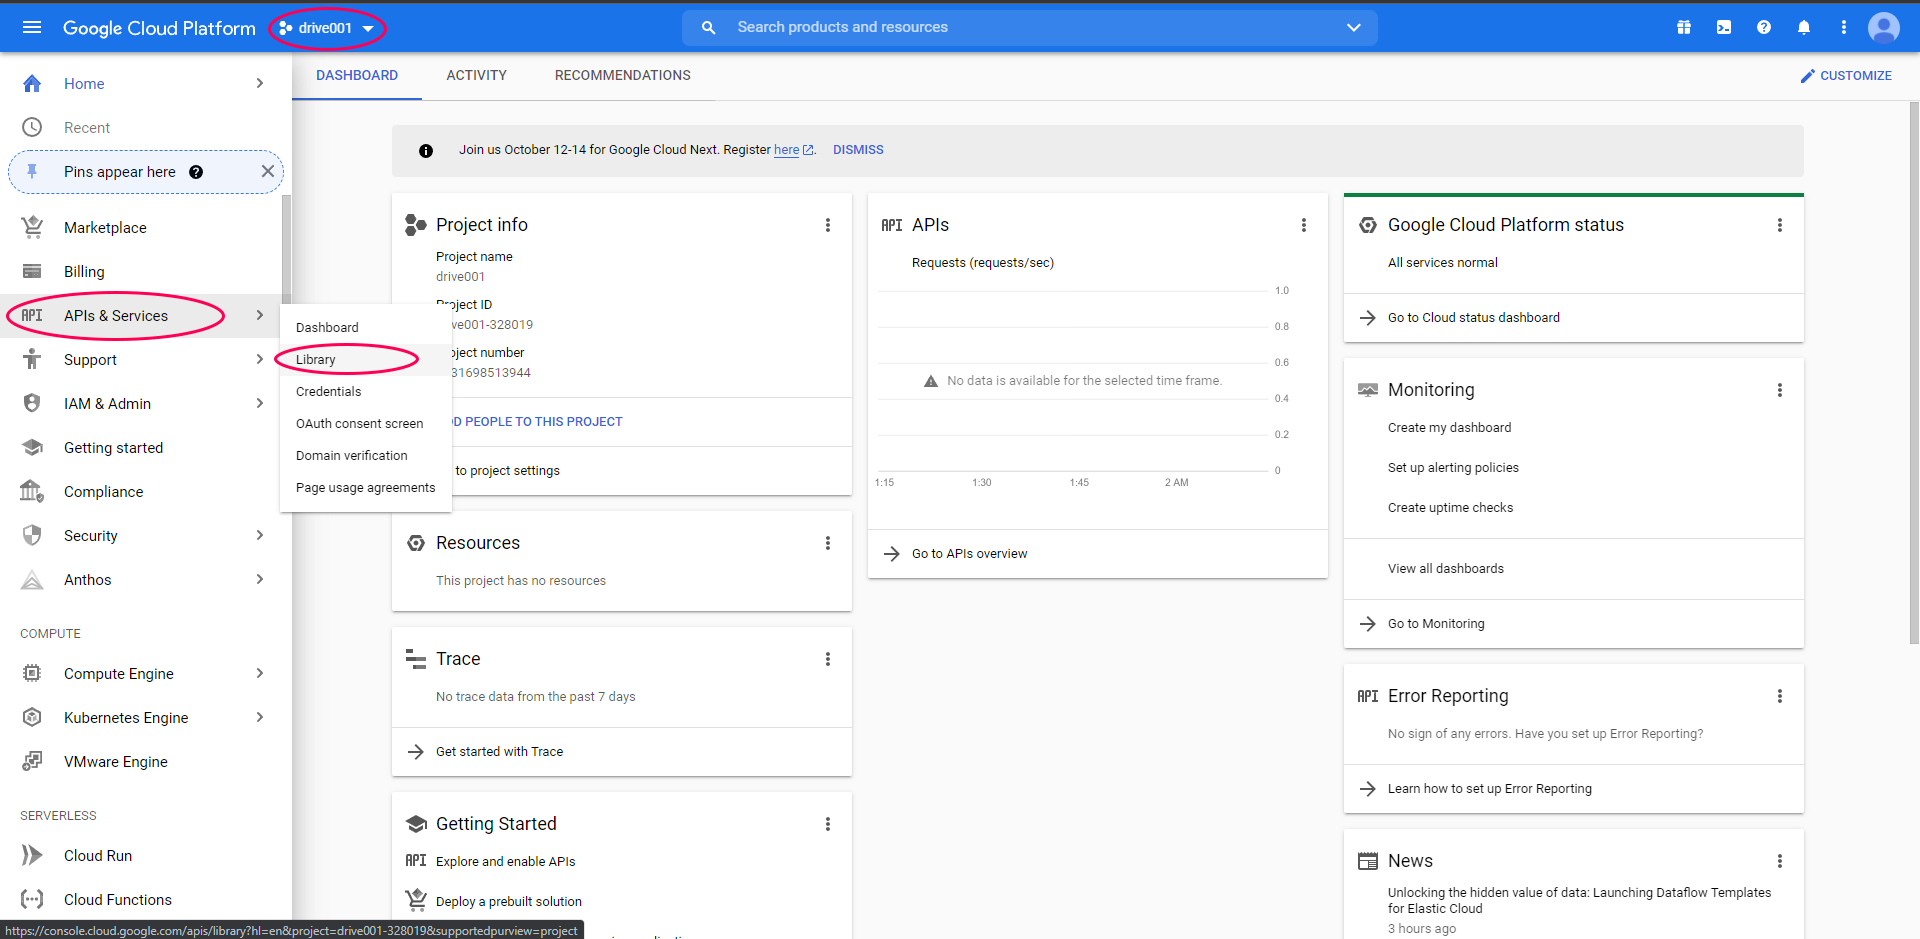 Google Cloud Platform
drive001
Search products and resources
Home
Recent
Pins appear here
Marketplace
Billing
API APIs & Services
Support
IAM & Admin
Getting started
Compliance
Security
Anthos
COMPUTE
Compute Engine
Kubernetes Engine
VMware Engine
SERVERLESS
Cloud Run
Cloud Functions
https://console.cloud.google.com/apis/library?hl=en&project=drive001-328019&supportedpurview=project
Dashboard
Library
Credentials
OAuth consent screen
Domain verification
Page usage agreements
DASHBOARD
ACTIVITY
RECOMMENDATIONS
CUSTOMIZE
Join us October 12-14 for Google Cloud Next. Register here. DISMISS
Project info
Project name
drive001
Project ID
ve001-328019
ject number
31698513944
D PEOPLE TO THIS PROJECT
to project settings
Resources
This project has no resources
Trace
No trace data from the past 7 days
Get started with Trace
Getting Started
API Explore and enable APIs
Deploy a prebuilt solution
API APIs
Requests (requests/sec)
1.0
0.8
0.6
No data is available for the selected time frame.
0.4
0.2
0
1:15 1:30 1:45 2 AM
Go to APIs overview
Google Cloud Platform status
All services normal
Go to Cloud status dashboard
Monitoring
Create my dashboard
Set up alerting policies
Create uptime checks
View all dashboards
Go to Monitoring
API Error Reporting
No sign of any errors. Have you set up Error Reporting?
Learn how to set up Error Reporting
News
Unlocking the hidden value of data: Launching Dataflow Templates
for Elastic Cloud
3 hours ago